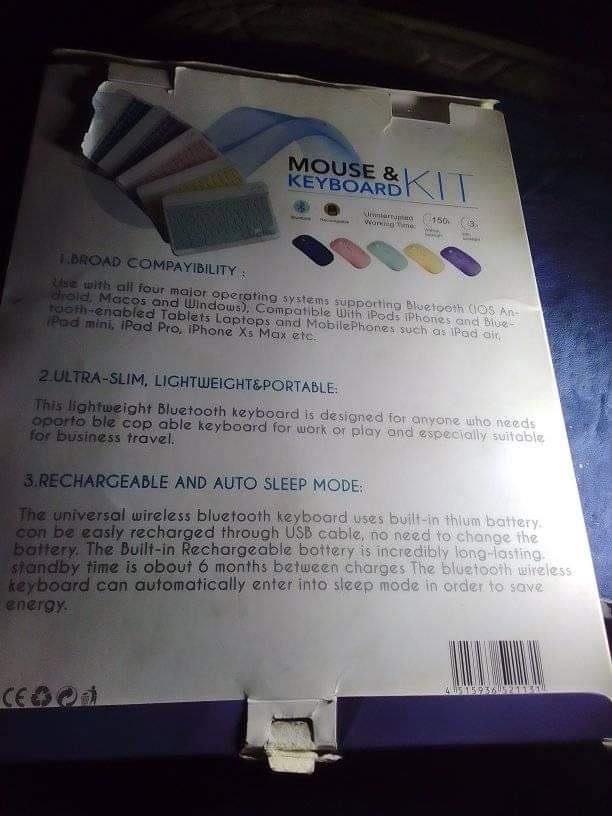 MOUSE &
KEYBOARD KIT
Bluetooth Rechargeable
Uninterrupted
Working Time: 150h
1.BROAD COMPAYIBILITY :
Use with all four major operating systems supporting Bluetooth (IOS An-
droid, Macos and Windows), Compatible With iPods iPhones and Blue-
tooth-enabled Tablets Laptops and MobilePhones such as iPad air,
iPad mini, iPad Pro, iPhone Xs Max etc.
2.ULTRA-SLIM, LIGHTWEIGHT&PORTABLE:
This lightweight Bluetooth keyboard is designed for anyone who needs
oporto ble cop able keyboard for work or play and especially suitable
for business travel.
3.RECHARGEABLE AND AUTO SLEEP MODE:
The universal wireless bluetooth keyboard uses built-in thium battery.
con be easly recharged through USB cable, no need to change the
battery. The Built-in Rechargeable bottery is incredibly long-lasting.
standby time is obout 6 months between charges The bluetooth wireless
keyboard can automatically enter into sleep mode in order to save
energy.
CE
4 515936 521131